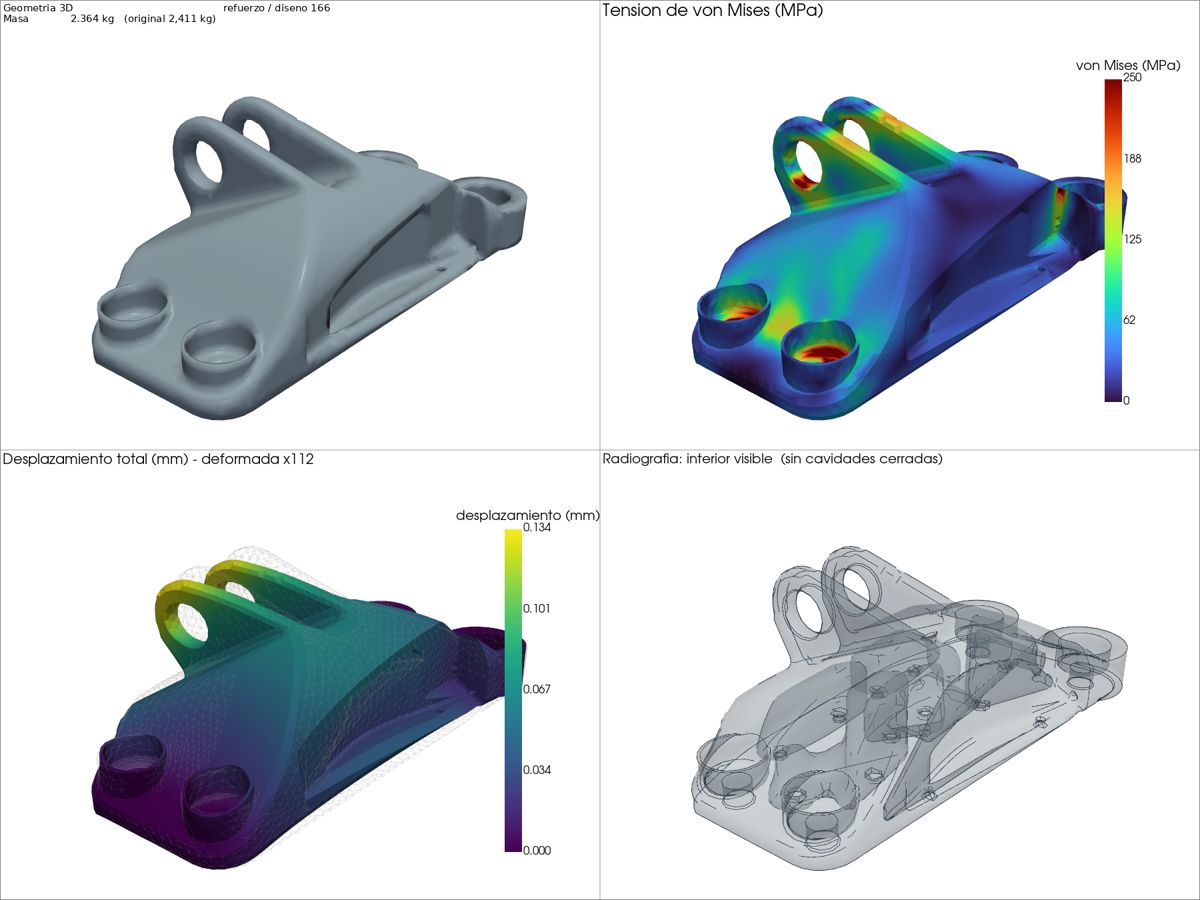 Geometria 3D refuerzo / diseno 166
Masa 2.364 kg (original 2,411 kg)
Tension de von Mises (MPa)
von Mises (MPa)
250
188
125
62
0
Desplazamiento total (mm) - deformada x112
desplazamiento (mm)
0.134
0.101
0.067
0.034
0.000
Radiografia: interior visible (sin cavidades cerradas)